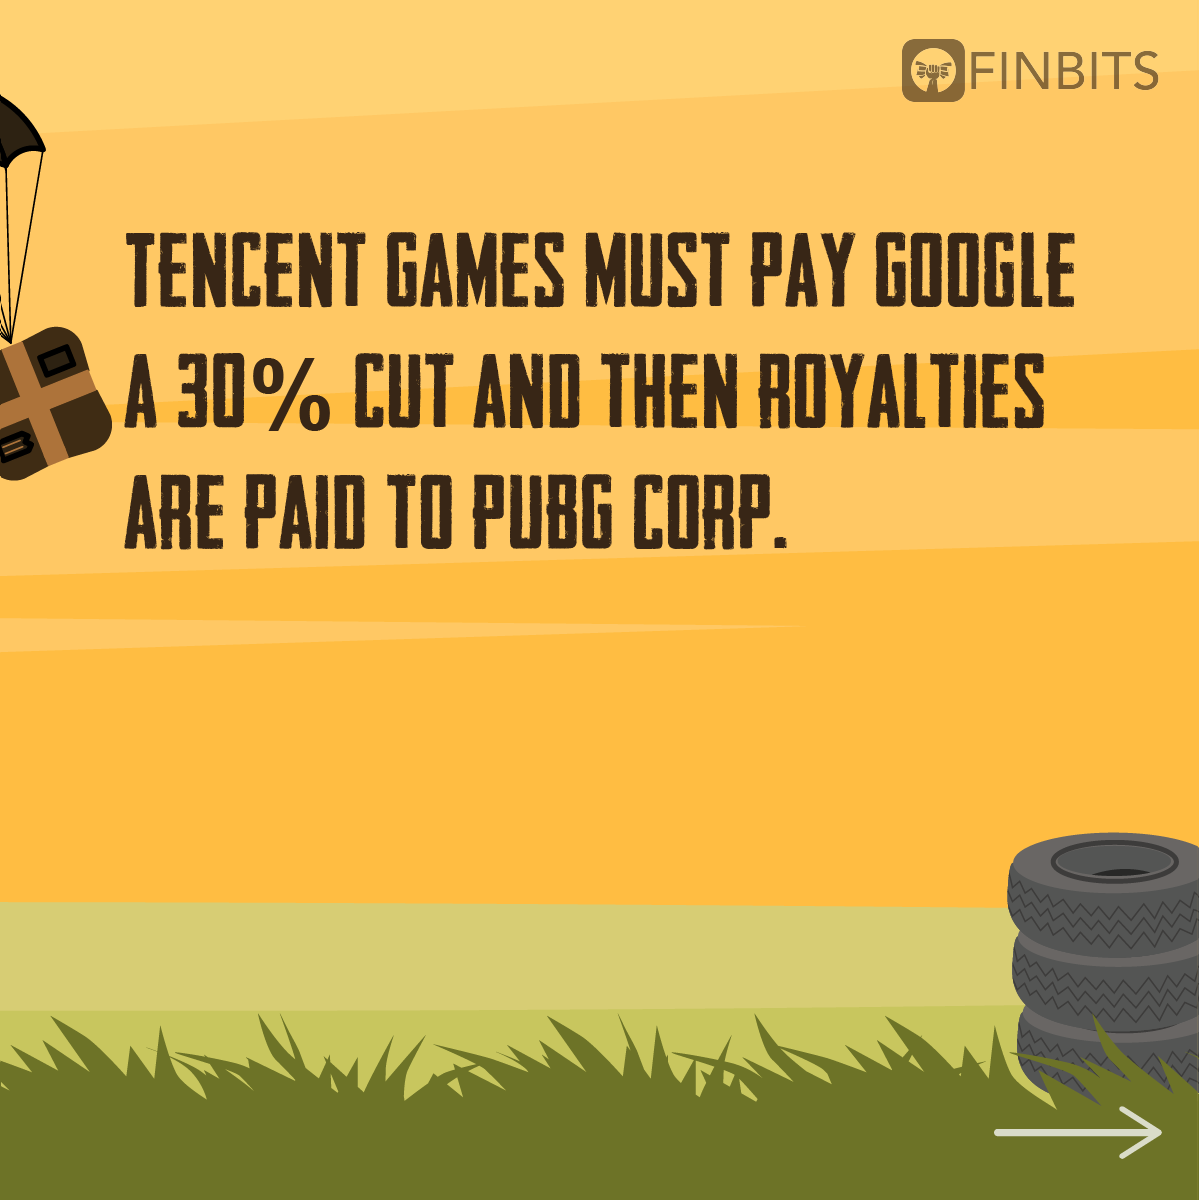 FINBITS
TENCENT GAMES MUST PAY GOOGLE
A 30% CUT AND THEN ROYALTIES
ARE PAID TO PUBG CORP.